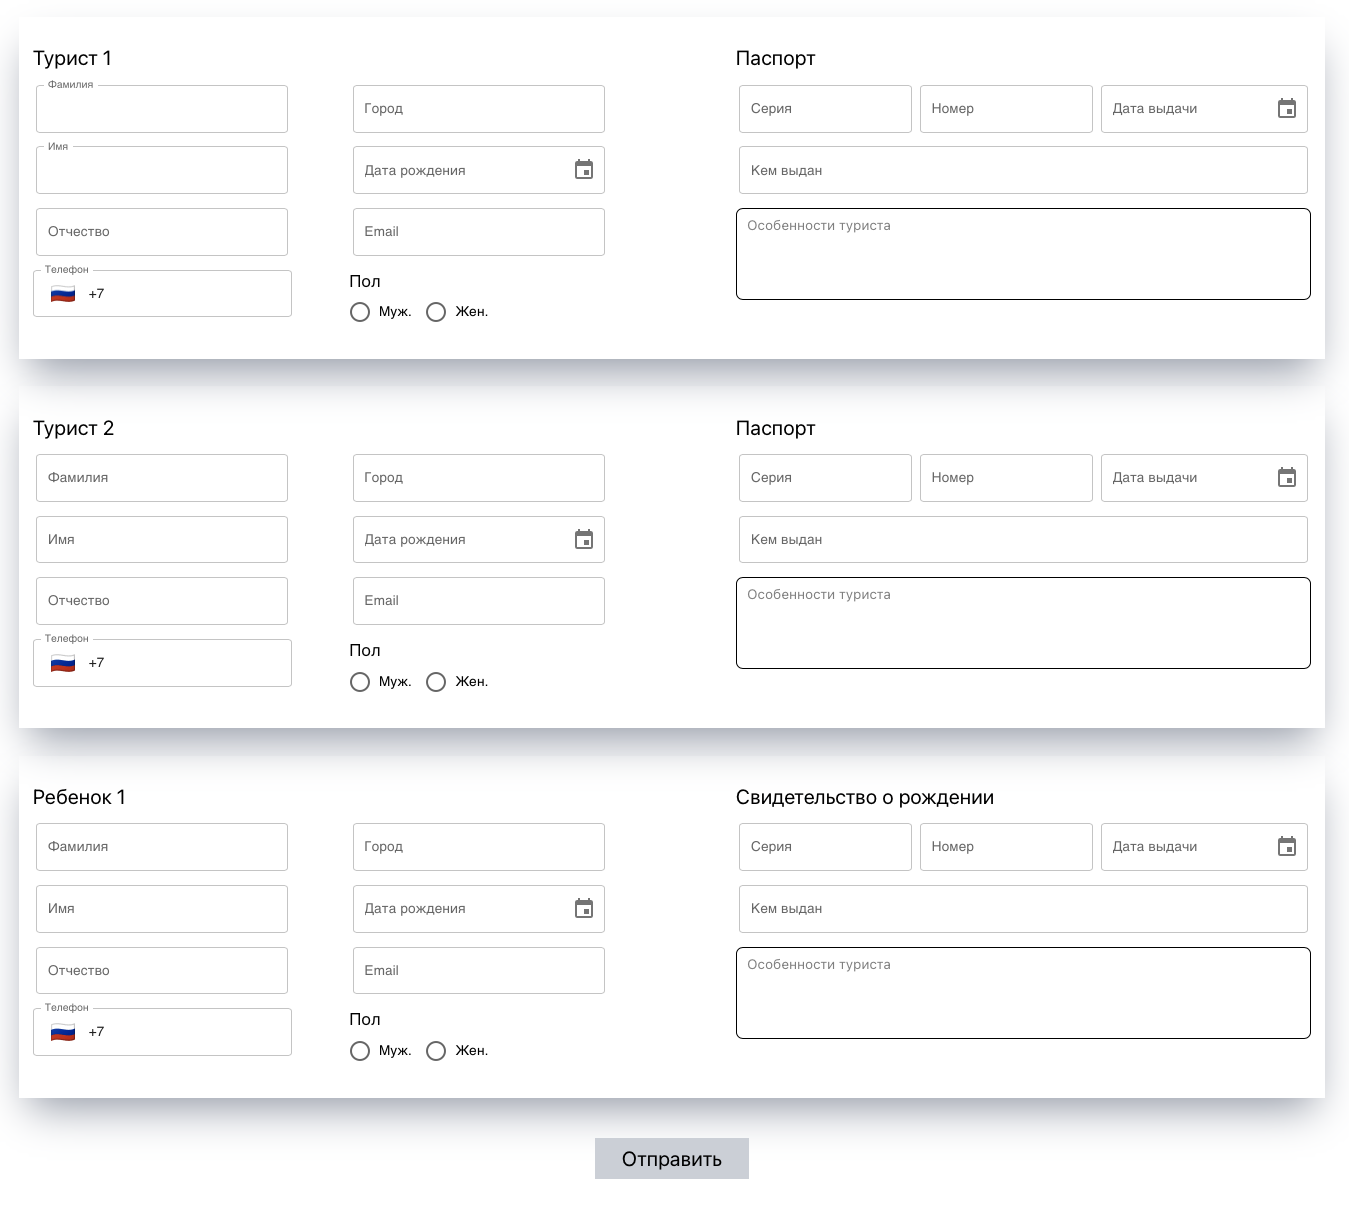 Турист 1
Паспорт
Фамилия
Город
Серия
Номер
Дата выдачи
Имя
Дата рождения
Кем выдан
Отчество
Email
Особенности туриста
Телефон
+7
Пол
Муж.
Жен.
Турист 2
Паспорт
Фамилия
Город
Серия
Номер
Дата выдачи
Имя
Дата рождения
Кем выдан
Отчество
Email
Особенности туриста
Телефон
+7
Пол
Муж.
Жен.
Ребенок 1
Свидетельство о рождении
Фамилия
Город
Серия
Номер
Дата выдачи
Имя
Дата рождения
Кем выдан
Отчество
Email
Особенности туриста
Телефон
+7
Пол
Муж.
Жен.
Отправить